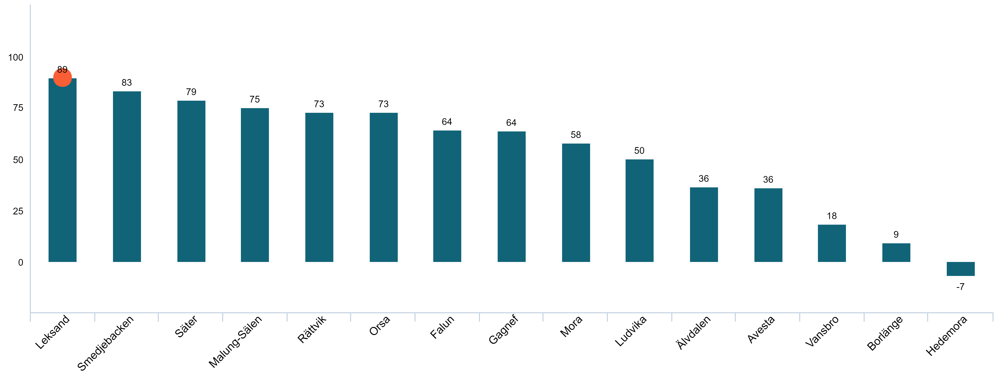 100
75
50
25
0
89
83
79
75
73
73
64
64
58
50
36
36
18
9
-7
Leksand
Smedjebacken
Säter
Malung-Sälen
Rättvik
Orsa
Falun
Gagnef
Mora
Ludvika
Älvdalen
Avesta
Vansbro
Borlänge
Hedemora